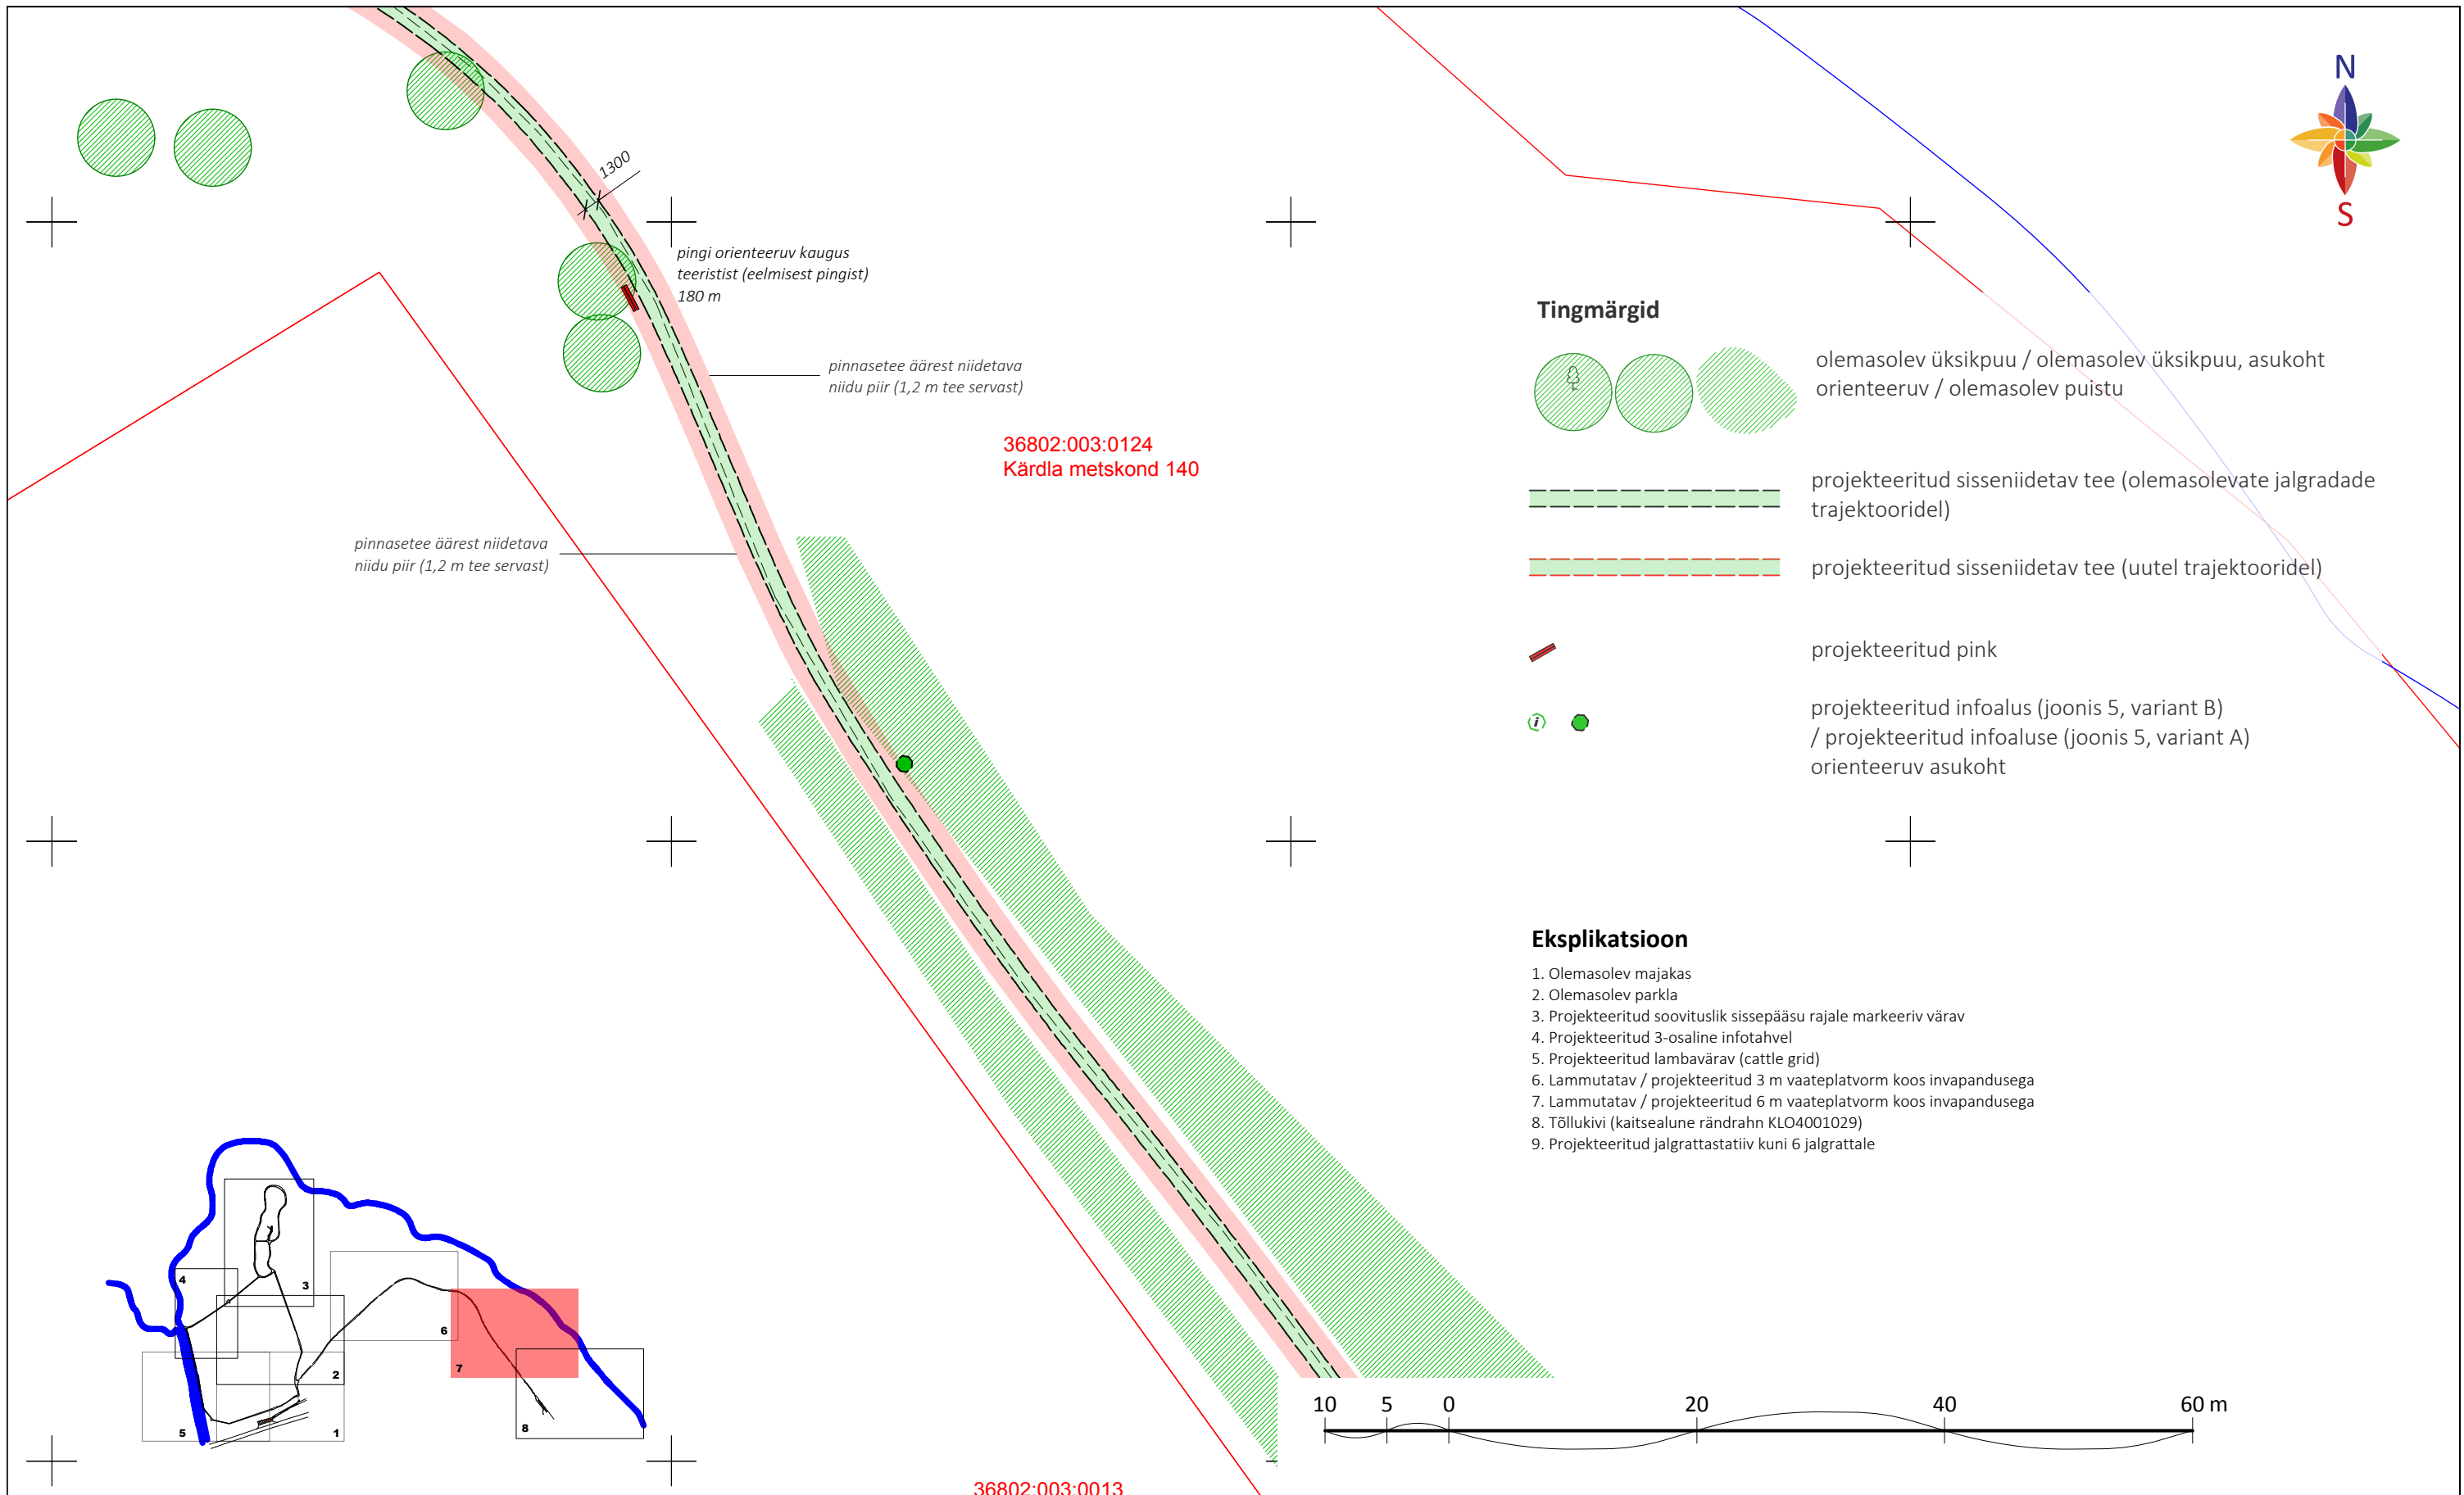 N
S
1300
pingi orienteeruv kaugus
teeristist (eelmisest pingist)
180 m
pinnasetee äärest niidetava
niidu piir (1,2 m tee servast)
36802:003:0124
Kärdla metskond 140
pinnasetee äärest niidetava
niidu piir (1,2 m tee servast)
Tingmärgid
olemasolev üksikpuu / olemasolev üksikpuu, asukoht
orienteeruv / olemasolev puistu
projekteeritud sisseniidetav tee (olemasolevate jalgradade
trajektooridel)
projekteeritud sisseniidetav tee (uutel trajektooridel)
projekteeritud pink
i
projekteeritud infoalus (joonis 5, variant B)
/ projekteeritud infoaluse (joonis 5, variant A)
orienteeruv asukoht
Eksplikatsioon
1. Olemasolev majakas
2. Olemasolev parkla
3. Projekteeritud soovituslik sissepääsu rajale markeeriv värav
4. Projekteeritud 3-osaline infotahvel
5. Projekteeritud lambavärav (cattle grid)
6. Lammutatav / projekteeritud 3 m vaateplatvorm koos invapandusega
7. Lammutatav / projekteeritud 6 m vaateplatvorm koos invapandusega
8. Tõllukivi (kaitsealune rändrahn KLO4001029)
9. Projekteeritud jalgrattastatiiv kuni 6 jalgrattale
4
3
6
7
2
5
1
8
10 5 0 20 40 60 m
36802:003:0013